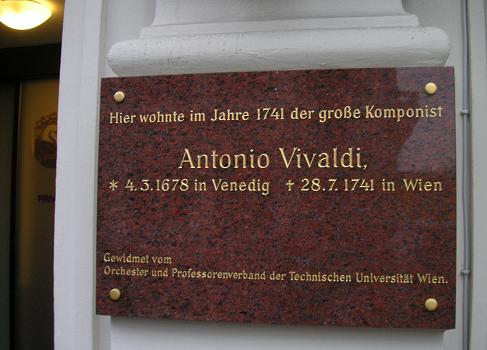 Hier wohnte im Jahre 1741 der große Komponist
Antonio Vivaldi,
* 4.3.1678 in Venedig † 28.7.1741 in Wien
Gewidmet vom
Orchester und Professorenverband der Technischen Universität Wien.